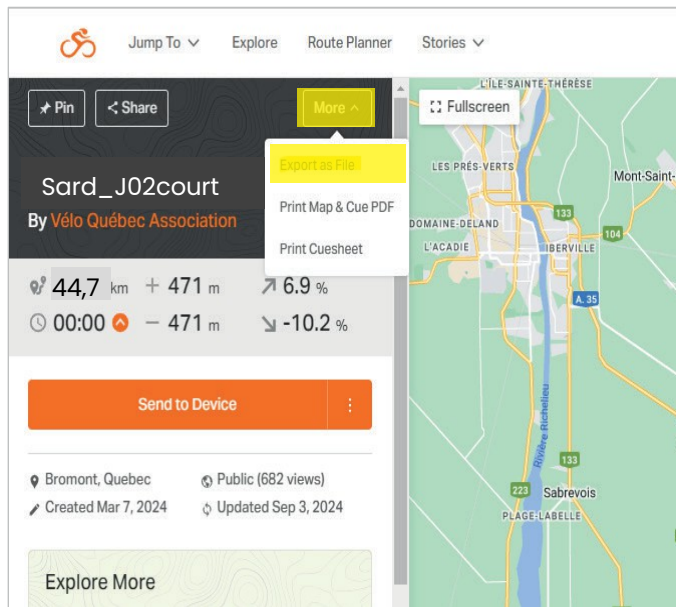 Jump To
Explore
Route Planner
Stories
Pin
Share
More
Export as File
Print Map & Cue PDF
Print Cuesheet
Sard_J02court
By Vélo Québec Association
44,7 km + 471 m 6.9 %
00:00 − 471 m -10.2 %
Send to Device
Bromont, Quebec
Public (682 views)
Created Mar 7, 2024
Updated Sep 3, 2024
Explore More
Fullscreen
L'ÎLE-SAINTE-THÉRÈSE
LES PRÉS-VERTS
Mont-Saint-
133
104
DOMAINE-DELAND
L'ACADIE
IBERVILLE
A. 35
Rivière Richelieu
133
223
Sabrevois
PLAGE-LABELLE